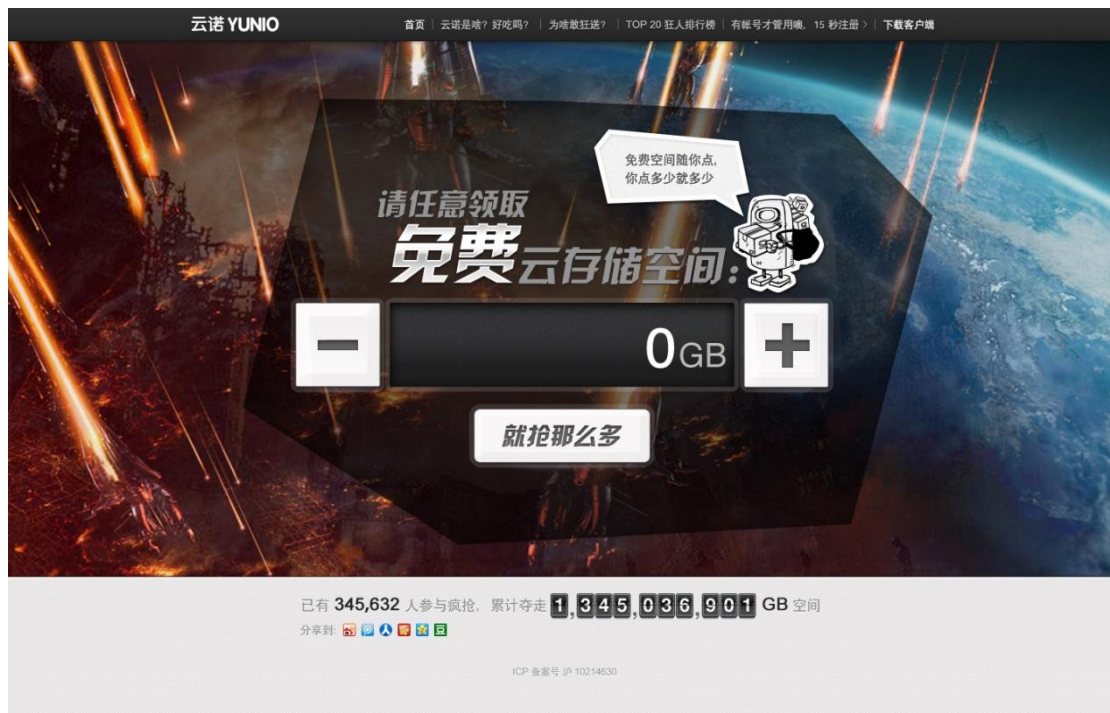 云诺 YUNIO
首页 云诺是啥? 好吃吗? 为啥敢狂送? TOP 20 狂人排行榜 有帐号才管用噢, 15 秒注册 > 下载客户端
免费空间随你点,
你点多少就多少
请任意领取
免费云存储空间:
0GB
就抢那么多
已有 345,632 人参与疯抢, 累计夺走 1,345,036,901 GB 空间
分享到: 豆
ICP 备案号 沪 10214630